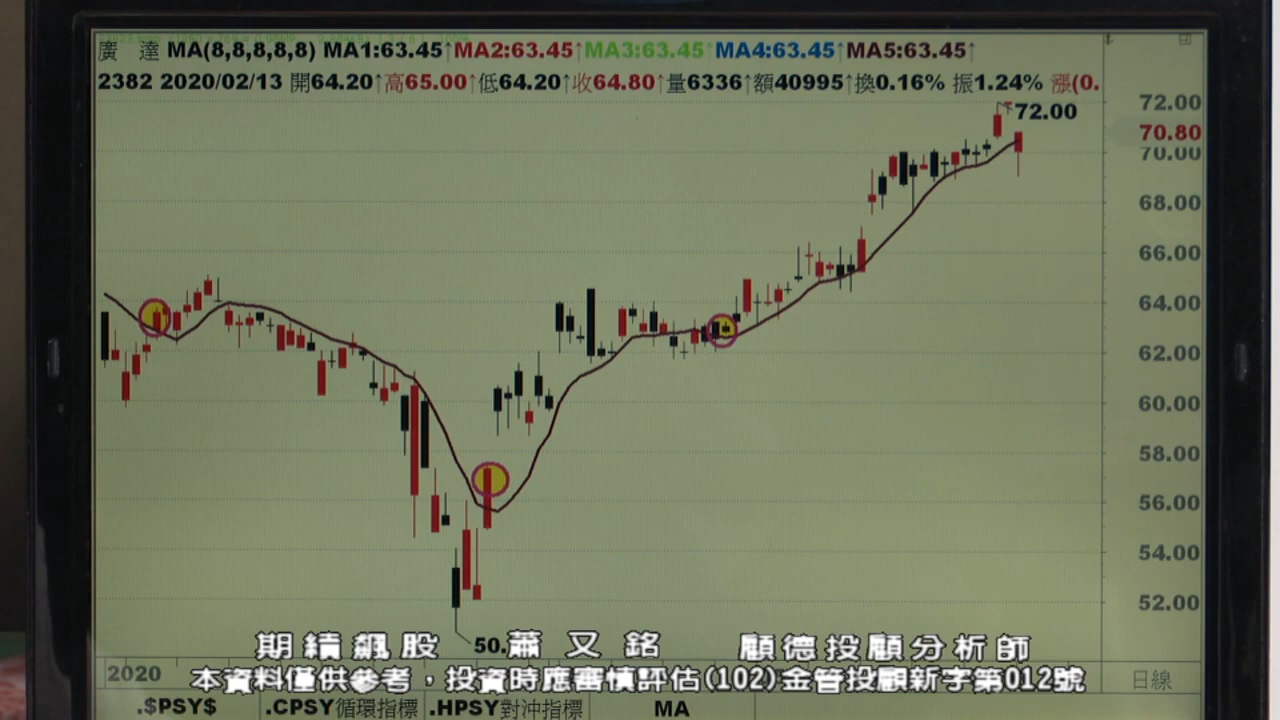 廣 達 MA(8,8,8,8,8) MA1:63.45↑MA2:63.45↑MA3:63.45↑MA4:63.45↑MA5:63.45↑
2382 2020/02/13 開64.20↑高65.00↑低64.20↑收64.80↑量6336↑額40995↑換0.16% 振1.24% 漲(0.
72.00
72.00
70.80
70.00
68.00
66.00
64.00
62.00
60.00
58.00
56.00
54.00
52.00
50.
期績飆股 蕭又銘 顧德投顧分析師
2020
本資料僅供參考，投資時應審慎評估(102)金管投顧新字第012號
日線
.$PSY$ .CPSY循環指標 .HPSY對沖指標 MA